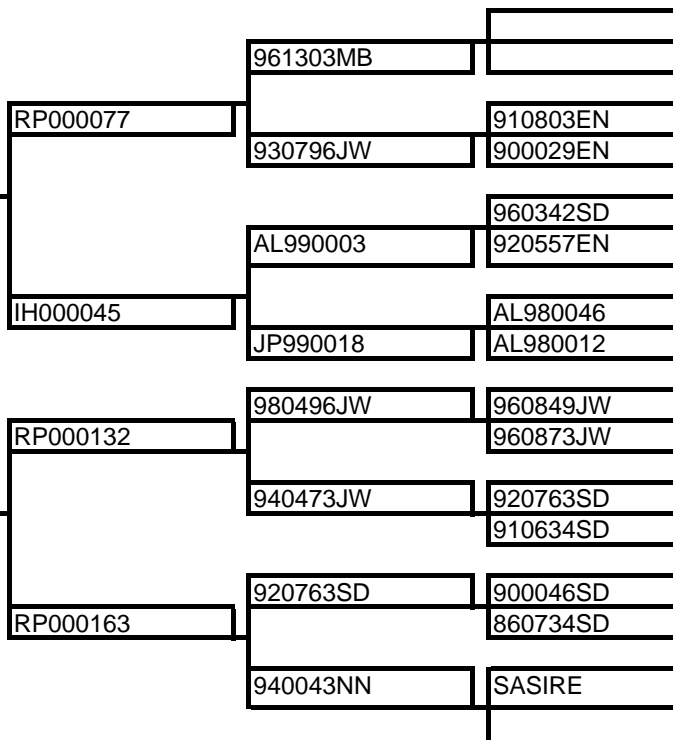 961303MB
RP000077
910803EN
930796JW
900029EN
960342SD
AL990003
920557EN
IH000045
AL980046
JP990018
AL980012
980496JW
960849JW
RP000132
960873JW
940473JW
920763SD
910634SD
920763SD
900046SD
RP000163
860734SD
940043NN
SASIRE